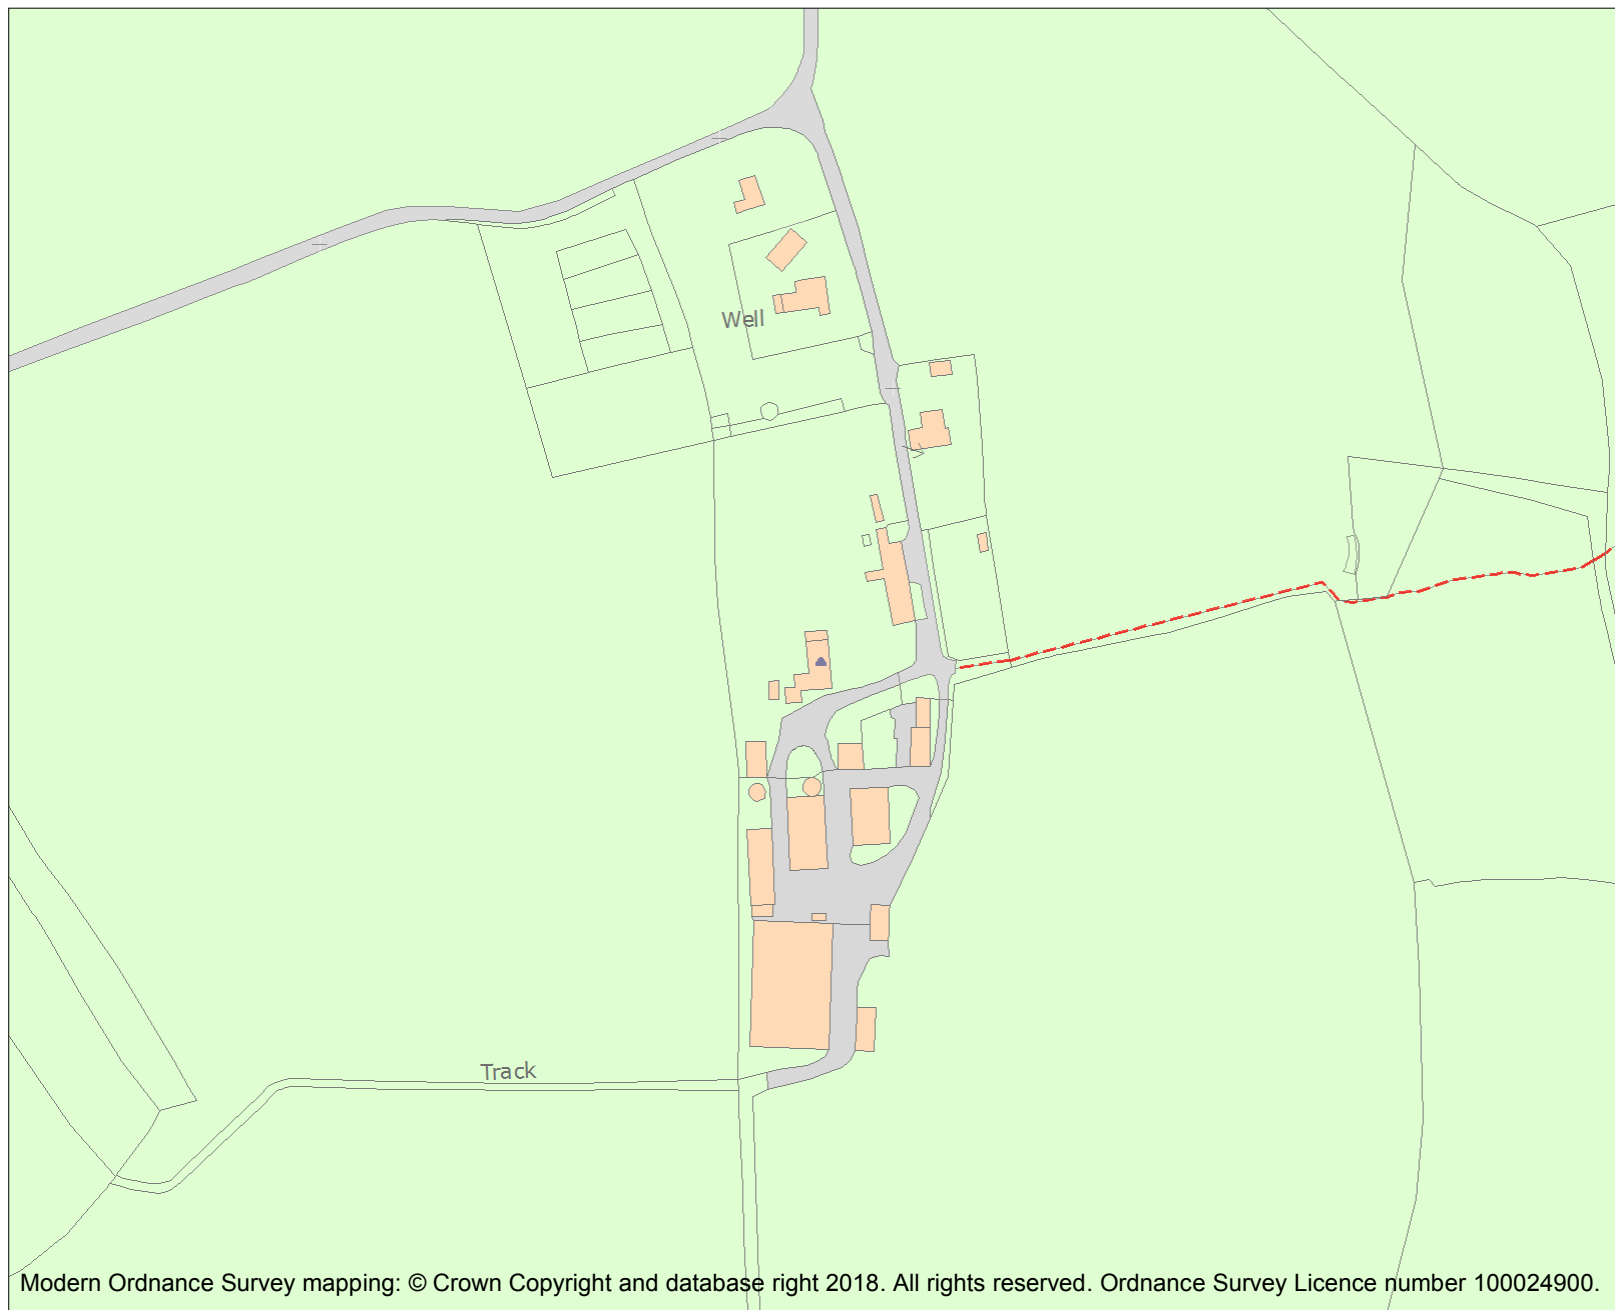 Well
Track
Modern Ordnance Survey mapping: © Crown Copyright and database right 2018. All rights reserved. Ordnance Survey Licence number 100024900.